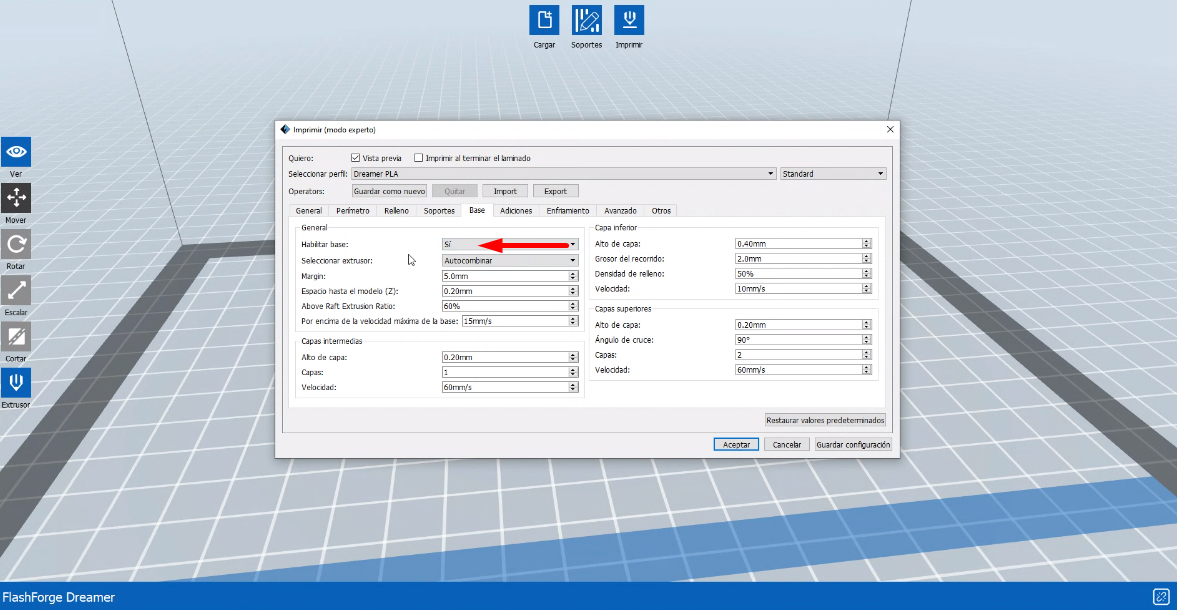 Cargar Soportes Imprimir
Imprimir (modo experto)
Quiero: Vista previa Imprimir al terminar el laminado
Seleccionar perfil: Dreamer PLA Standard
Operators: Guardar como nuevo Quitar Import Export
General Perímetro Relleno Soportes Base Adiciones Enfriamiento Avanzado Otros
General
Habilitar base: Sí
Seleccionar extrusor: Autocombinar
Margin: 5.0mm
Espacio hasta el modelo (Z): 0.20mm
Above Raft Extrusion Ratio: 60%
Por encima de la velocidad máxima de la base: 15mm/s
Capas intermedias
Alto de capa: 0.20mm
Capas: 1
Velocidad: 60mm/s
Capa inferior
Alto de capa: 0.40mm
Grosor del recorrido: 2.0mm
Densidad de relleno: 50%
Velocidad: 10mm/s
Capas superiores
Alto de capa: 0.20mm
Ángulo de cruce: 90°
Capas: 2
Velocidad: 60mm/s
Restaurar valores predeterminados
Aceptar Cancelar Guardar configuración
Ver
Mover
Rotar
Escalar
Cortar
Extrusor
FlashForge Dreamer